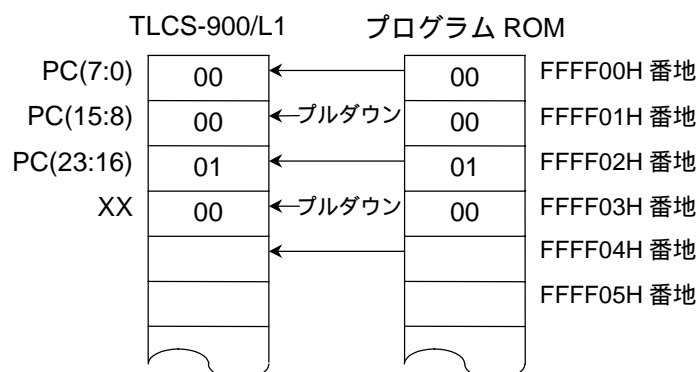 TLCS-900/L1 プログラム ROM
PC(7:0) 00 00 FFFF00H 番地
PC(15:8) 00 プルダウン 00 FFFF01H 番地
PC(23:16) 01 01 FFFF02H 番地
XX 00 プルダウン 00 FFFF03H 番地
FFFF04H 番地
FFFF05H 番地